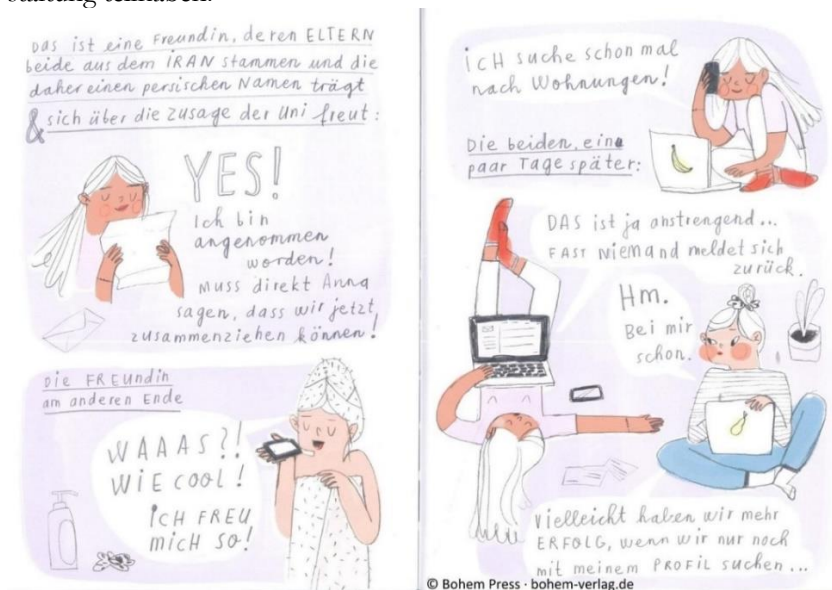 Das ist eine Freundin, deren ELTERN
beide aus dem IRAN stammen und die
daher einen persischen Namen trägt
& sich über die Zusage der Uni freut:
YES!
Ich bin
angenommen
worden!
Muss direkt Anna
sagen, dass wir jetzt
zusammenziehen können!
Die FREundin
am anderen Ende
WAAAS?!
WiE COOL!
iCH FREU
miCH SO!
iCH suche schon mal
nach Wohnungen!
Die beiden, ein
paar Tage später:
DAS ist ja anstrengend...
FAST NiEMAnd meldet sich
zurück.
Hm.
Bei mir
schon.
Vielleicht haben wir mehr
ERFOLG, wenn wir nur noch
mit meinem PROFiL suchen...
© Bohem Press · bohem-verlag.de